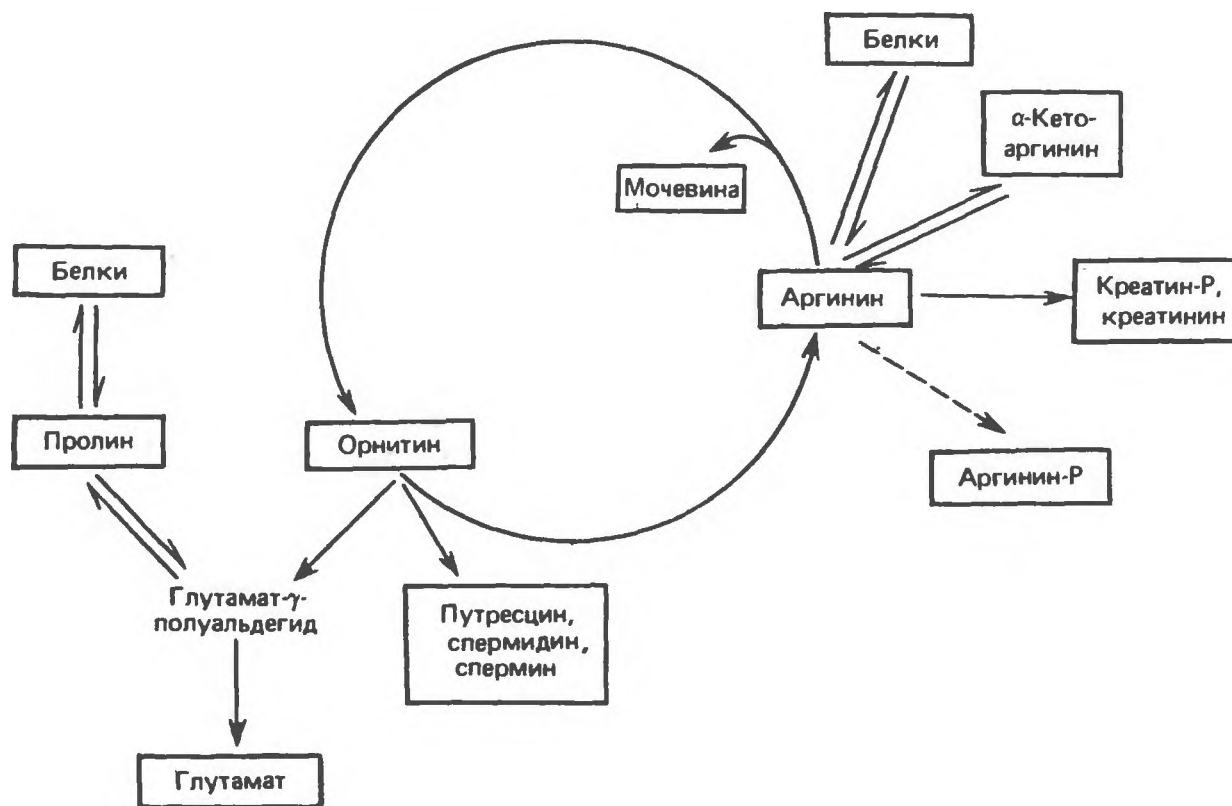 Белки
α-Кето-
аргинин
Мочевина
Белки
Аргинин
Креатин-Р,
креатинин
Пролин
Орнитин
Аргинин-Р
Глутамат-γ-
полуальдегид
Путресцин,
спермидин,
спермин
Глутамат